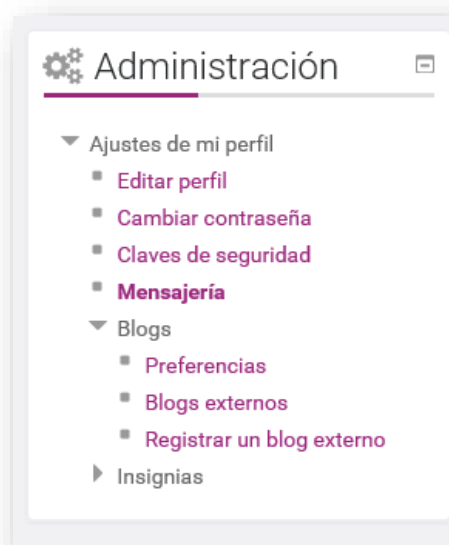 Administración
Ajustes de mi perfil
Editar perfil
Cambiar contraseña
Claves de seguridad
Mensajería
Blogs
Preferencias
Blogs externos
Registrar un blog externo
Insignias